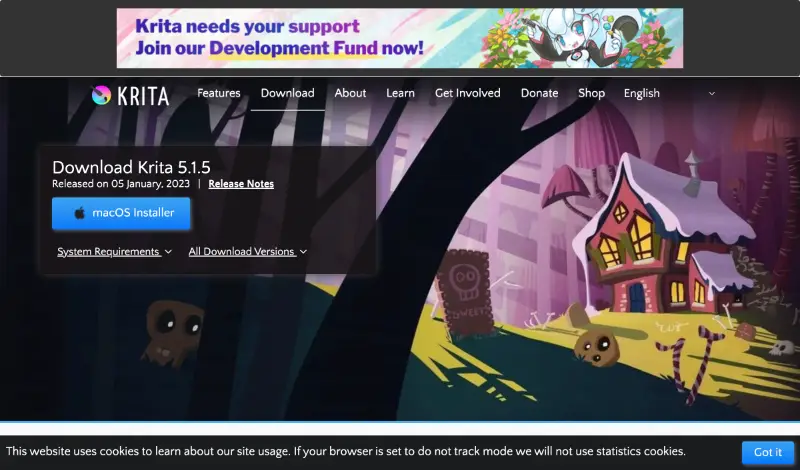 Krita needs your support
Join our Development Fund now!
KRITA
Features
Download
About
Learn
Get Involved
Donate
Shop
English
Download Krita 5.1.5
Released on 05 January, 2023 | Release Notes
macOS Installer
System Requirements
All Download Versions
This website uses cookies to learn about our site usage. If your browser is set to do not track mode we will not use statistics cookies.
Got it